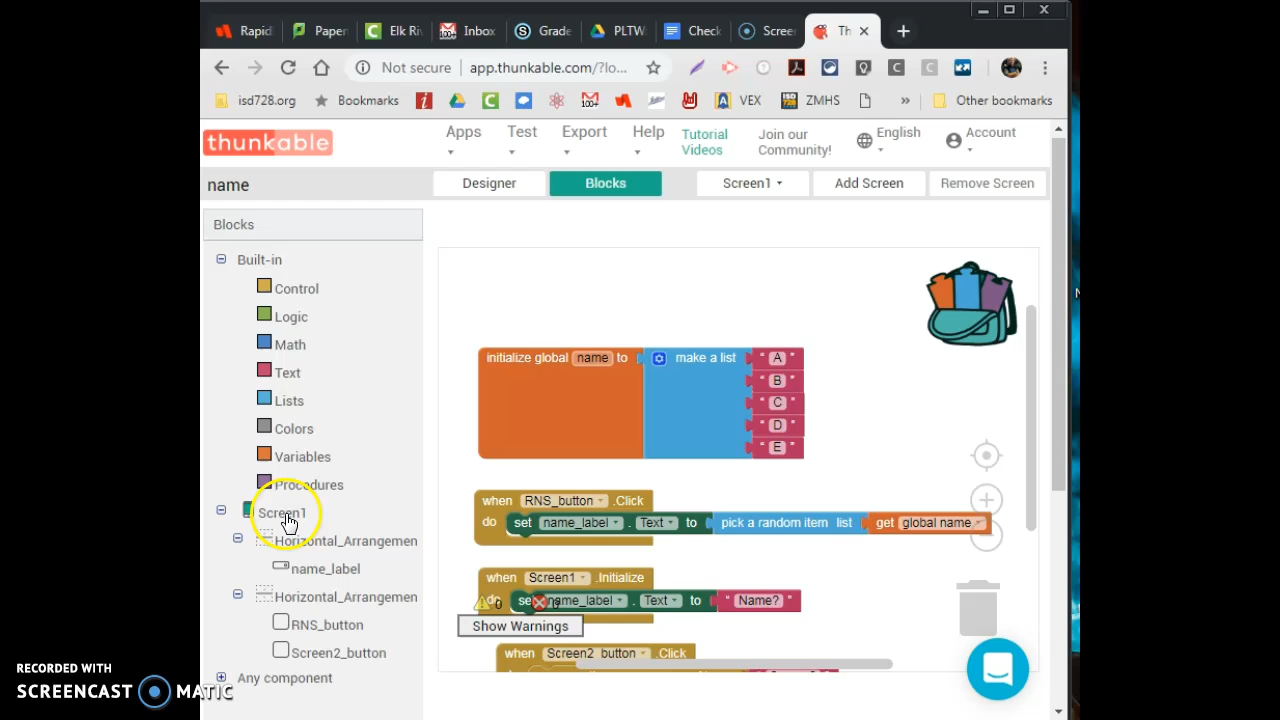 Rapid
Paper
Elk Ri
Inbox
Grade
PLTW
Check
Scree
Th
Not secure
app.thunkable.com/?lo...
isd728.org
Bookmarks
100+
VEX
ZMHS
Other bookmarks
thunkable
Apps
Test
Export
Help
Tutorial
Videos
Join our
Community!
English
Account
name
Designer
Blocks
Screen1
Add Screen
Remove Screen
Blocks
Built-in
Control
Logic
Math
Text
Lists
Colors
Variables
Procedures
Screen1
Horizontal_Arrangemen
name_label
Horizontal_Arrangemen
RNS_button
Screen2_button
Any component
initialize global name to make a list " A "
" B "
" C "
" D "
" E "
when RNS_button .Click
do set name_label . Text to pick a random item list get global name
when Screen1 .Initialize
do se name_label . Text to " Name? "
Show Warnings
when Screen2_button .Click
RECORDED WITH
SCREENCAST MATIC